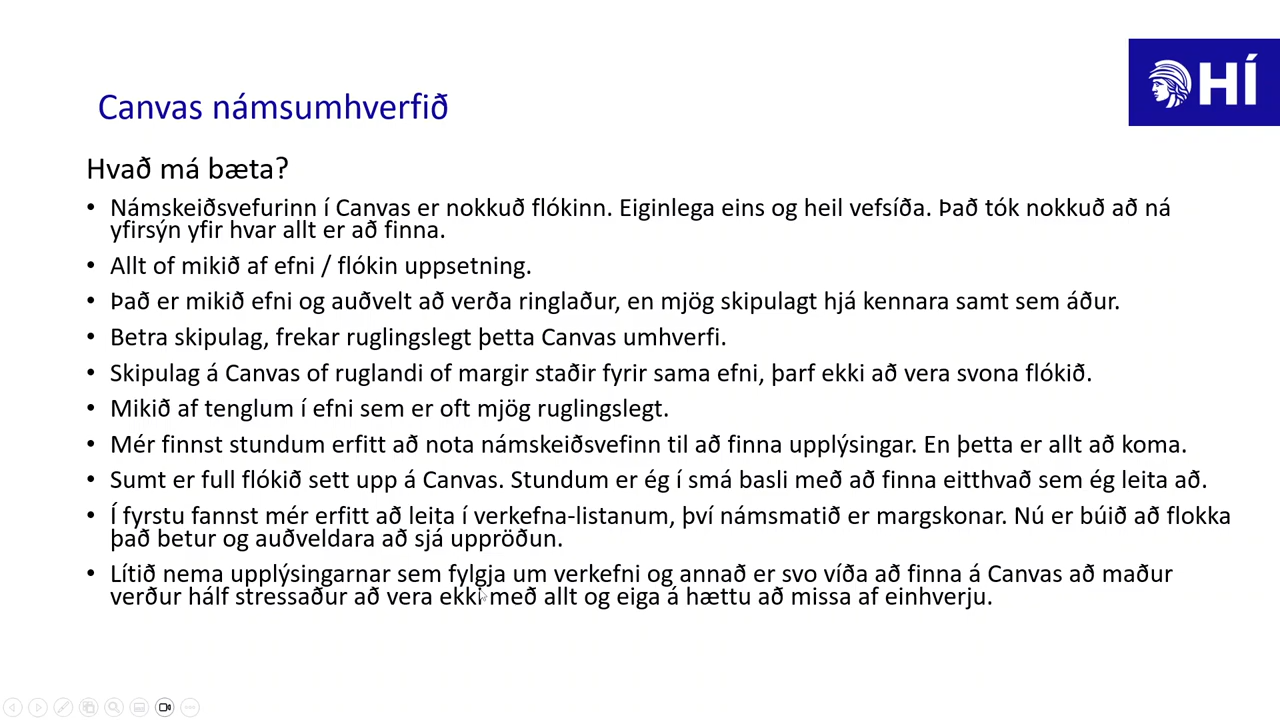 HÍ
Canvas námsumhverfið
Hvað má bæta?
• Námskeiðsvefurinn í Canvas er nokkuð flókinn. Eiginlega eins og heil vefsíða. Það tók nokkuð að ná
yfirsýn yfir hvar allt er að finna.
• Allt of mikið af efni / flókin uppsetning.
• Það er mikið efni og auðvelt að verða ringlaður, en mjög skipulagt hjá kennara samt sem áður.
• Betra skipulag, frekar ruglingslegt þetta Canvas umhverfi.
• Skipulag á Canvas of ruglandi of margir staðir fyrir sama efni, þarf ekki að vera svona flókið.
• Mikið af tenglum í efni sem er oft mjög ruglingslegt.
• Mér finnst stundum erfitt að nota námskeiðsvefinn til að finna upplýsingar. En þetta er allt að koma.
• Sumt er full flókið sett upp á Canvas. Stundum er ég í smá basli með að finna eitthvað sem ég leita að.
• Í fyrstu fannst mér erfitt að leita í verkefna-listanum, því námsmatið er margskonar. Nú er búið að flokka
það betur og auðveldara að sjá uppröðun.
• Lítið nema upplýsingarnar sem fylgja um verkefni og annað er svo víða að finna á Canvas að maður
verður hálf stressaður að vera ekki með allt og eiga á hættu að missa af einhverju.